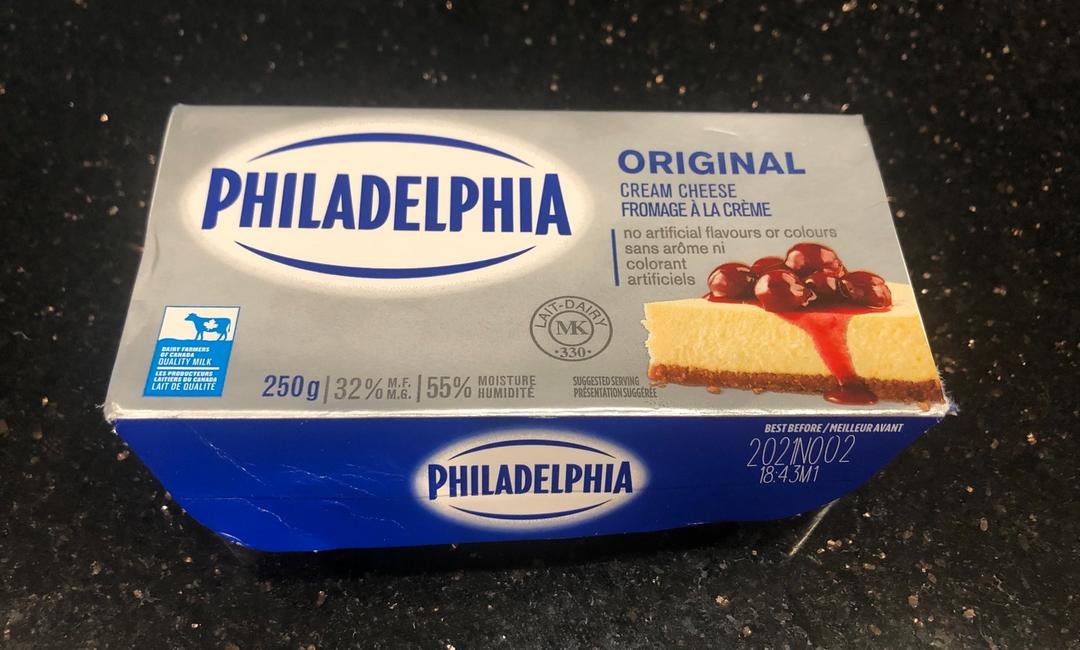 PHILADELPHIA
ORIGINAL
CREAM CHEESE
FROMAGE À LA CRÈME
no artificial flavours or colours
sans arôme ni
colorant
artificiels
LAIT-DAIRY
MK
·330·
DAIRY FARMERS
OF CANADA
QUALITY MILK
LES PRODUCTEURS
LAITIERS DU CANADA
LAIT DE QUALITÉ
250 g | 32% M.F. M.G. | 55% MOISTURE HUMIDITÉ
SUGGESTED SERVING
PRÉSENTATION SUGGÉRÉE
PHILADELPHIA
BEST BEFORE / MEILLEUR AVANT
2021NO02
18:43M1